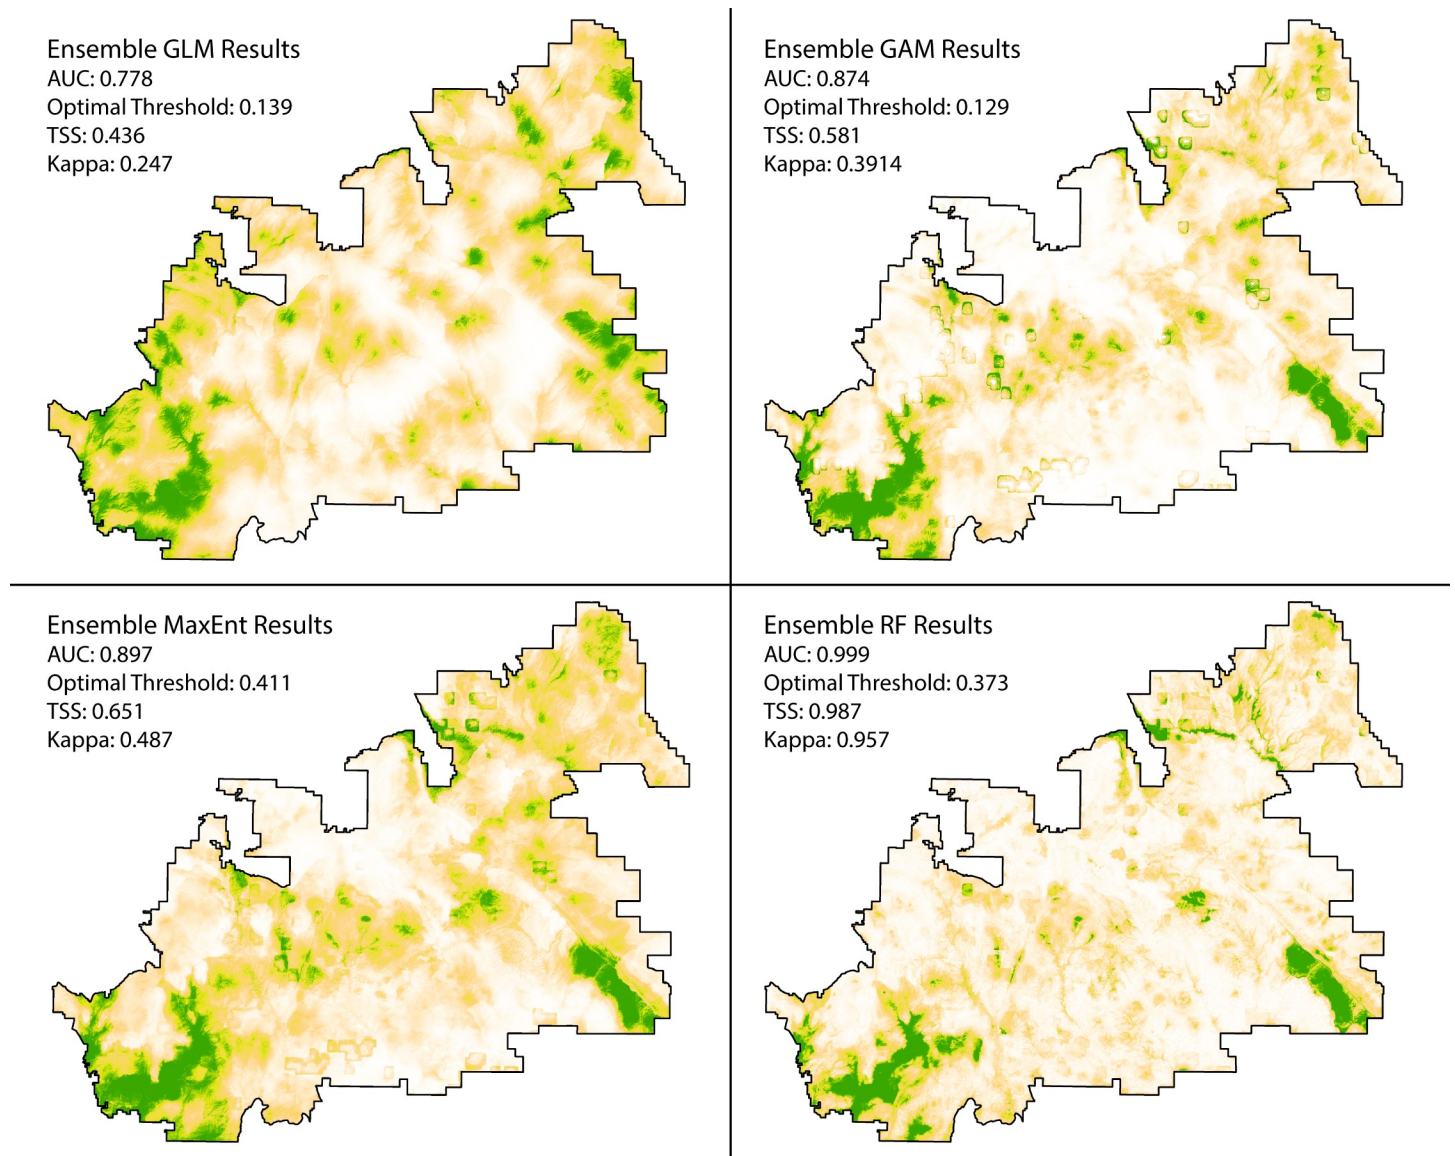 Ensemble GLM Results
AUC: 0.778
Optimal Threshold: 0.139
TSS: 0.436
Kappa: 0.247
Ensemble GAM Results
AUC: 0.874
Optimal Threshold: 0.129
TSS: 0.581
Kappa: 0.3914
Ensemble MaxEnt Results
AUC: 0.897
Optimal Threshold: 0.411
TSS: 0.651
Kappa: 0.487
Ensemble RF Results
AUC: 0.999
Optimal Threshold: 0.373
TSS: 0.987
Kappa: 0.957